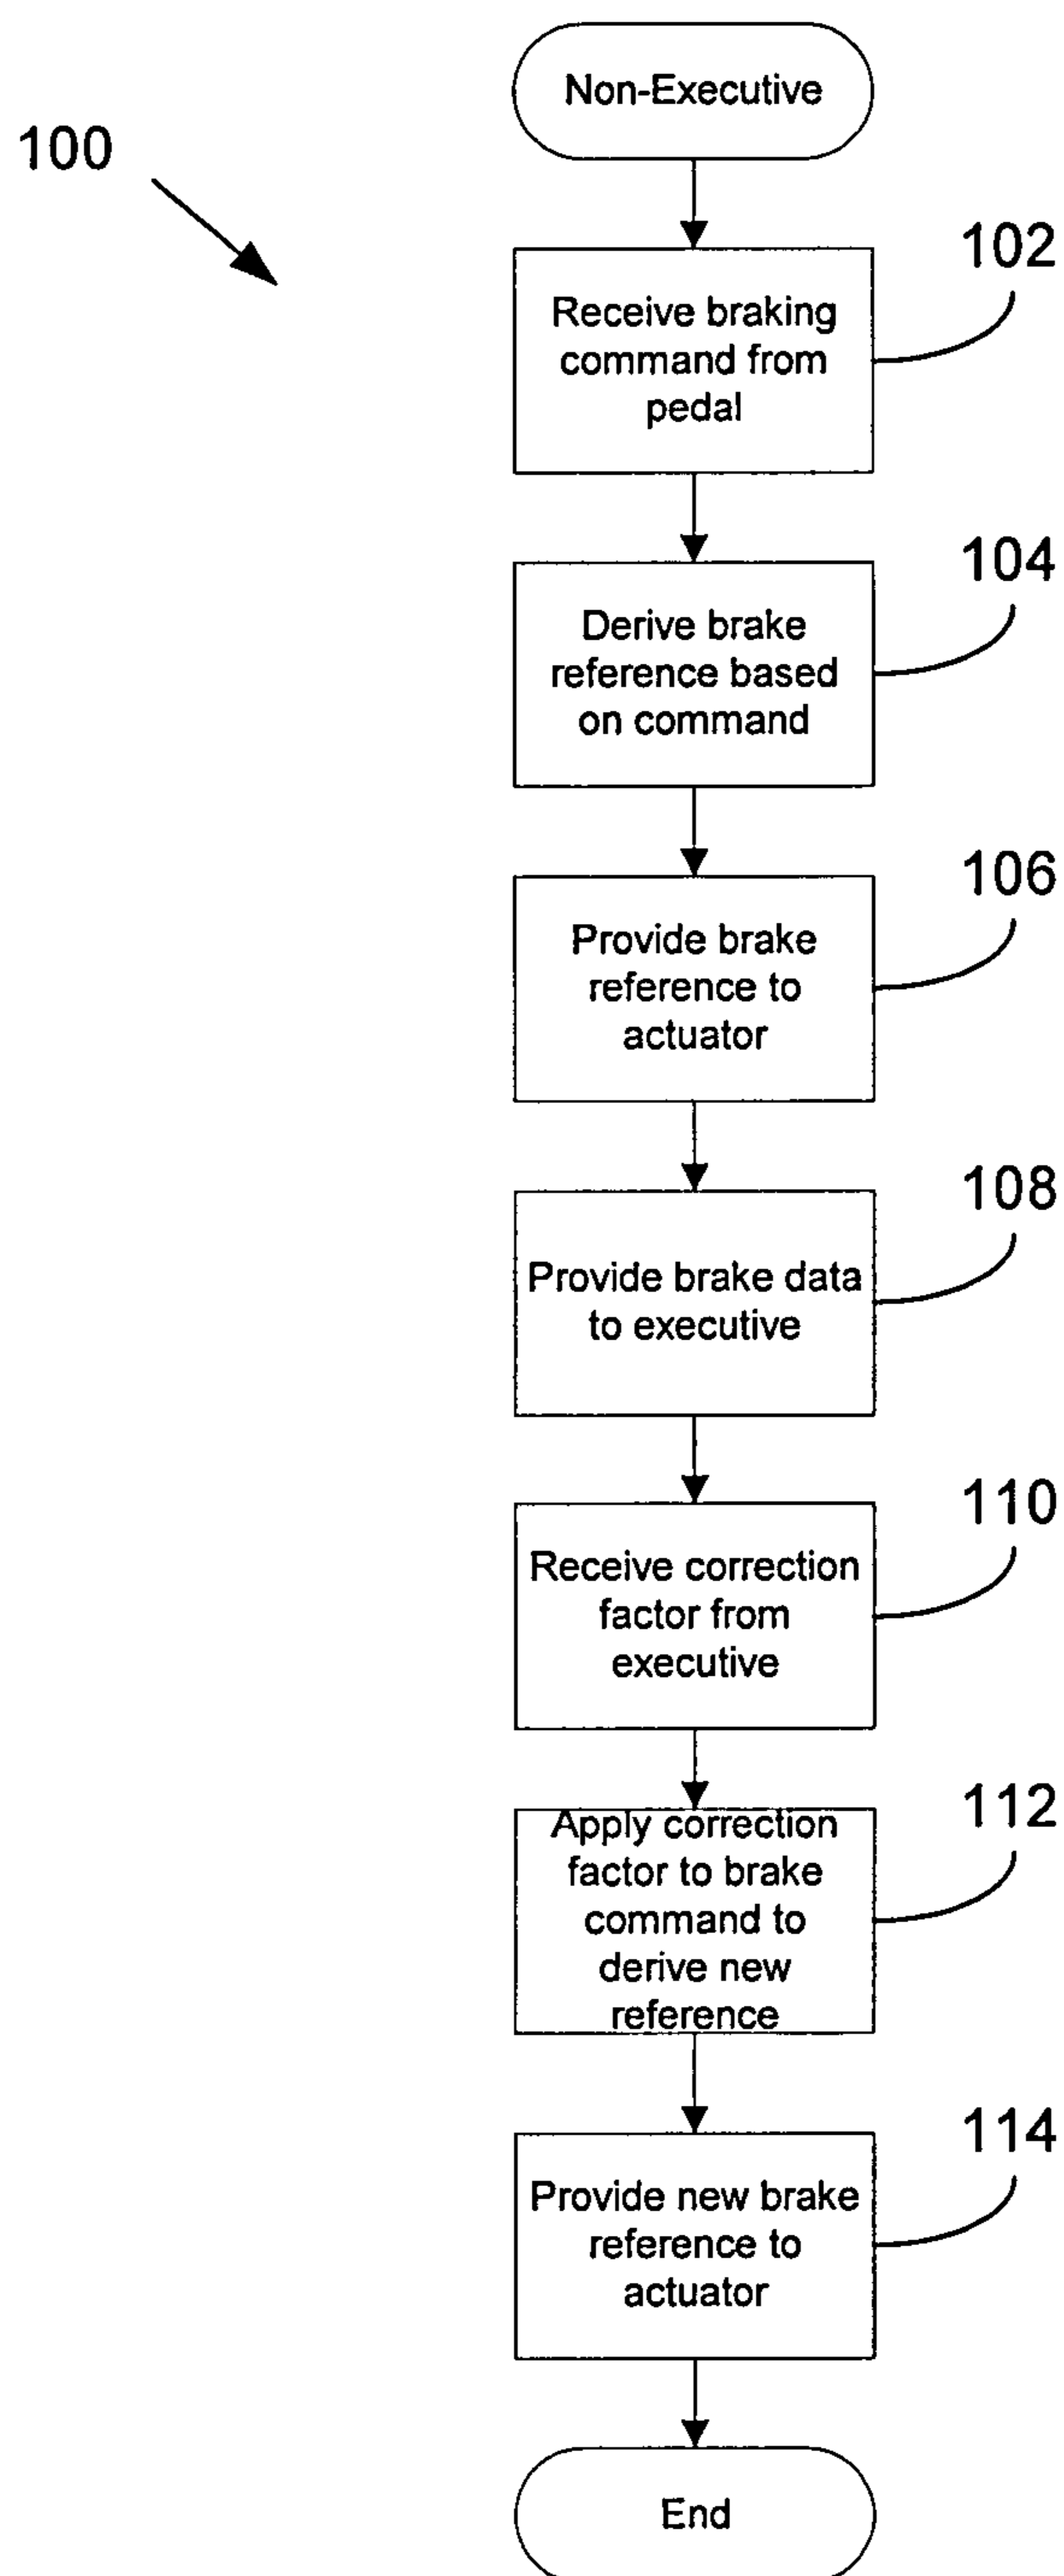 Non-Executive
100
102
Receive braking
command from
pedal
104
Derive brake
reference based
on command
106
Provide brake
reference to
actuator
108
Provide brake data
to executive
110
Receive correction
factor from
executive
112
Apply correction
factor to brake
command to
derive new
reference
114
Provide new brake
reference to
actuator
End